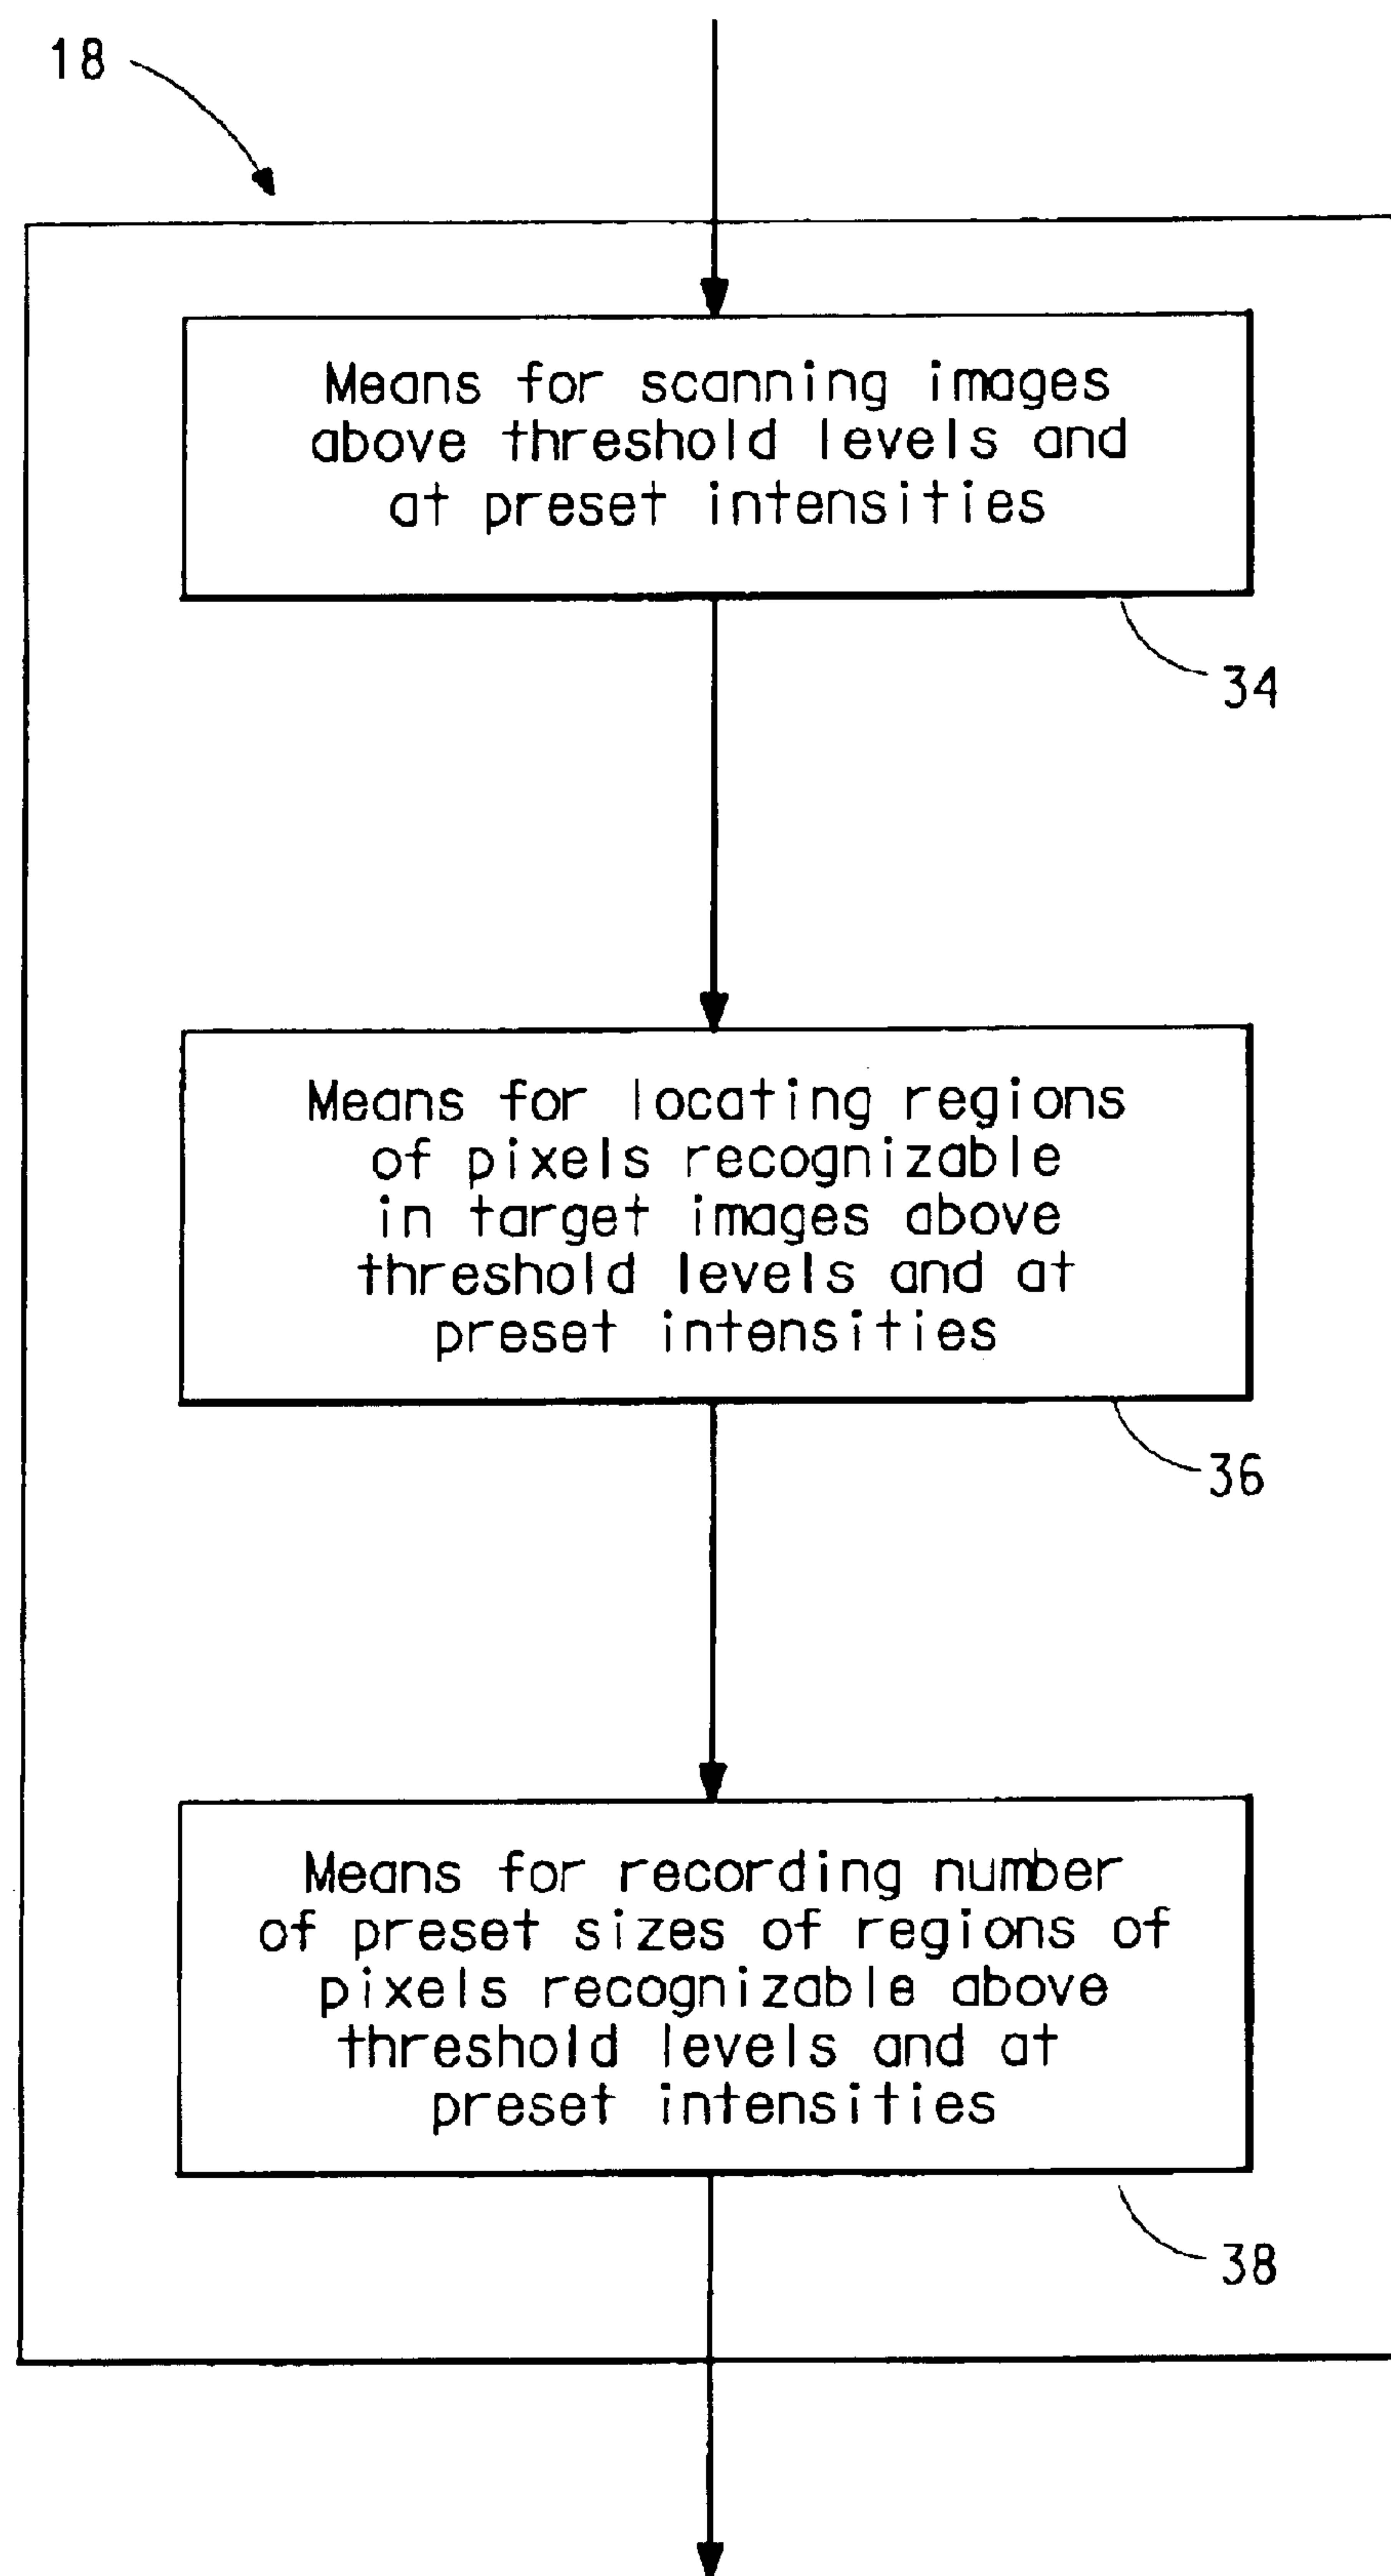 18
Means for scanning images
above threshold levels and
at preset intensities
34
Means for locating regions
of pixels recognizable
in target images above
threshold levels and at
preset intensities
36
Means for recording number
of preset sizes of regions of
pixels recognizable above
threshold levels and at
preset intensities
38